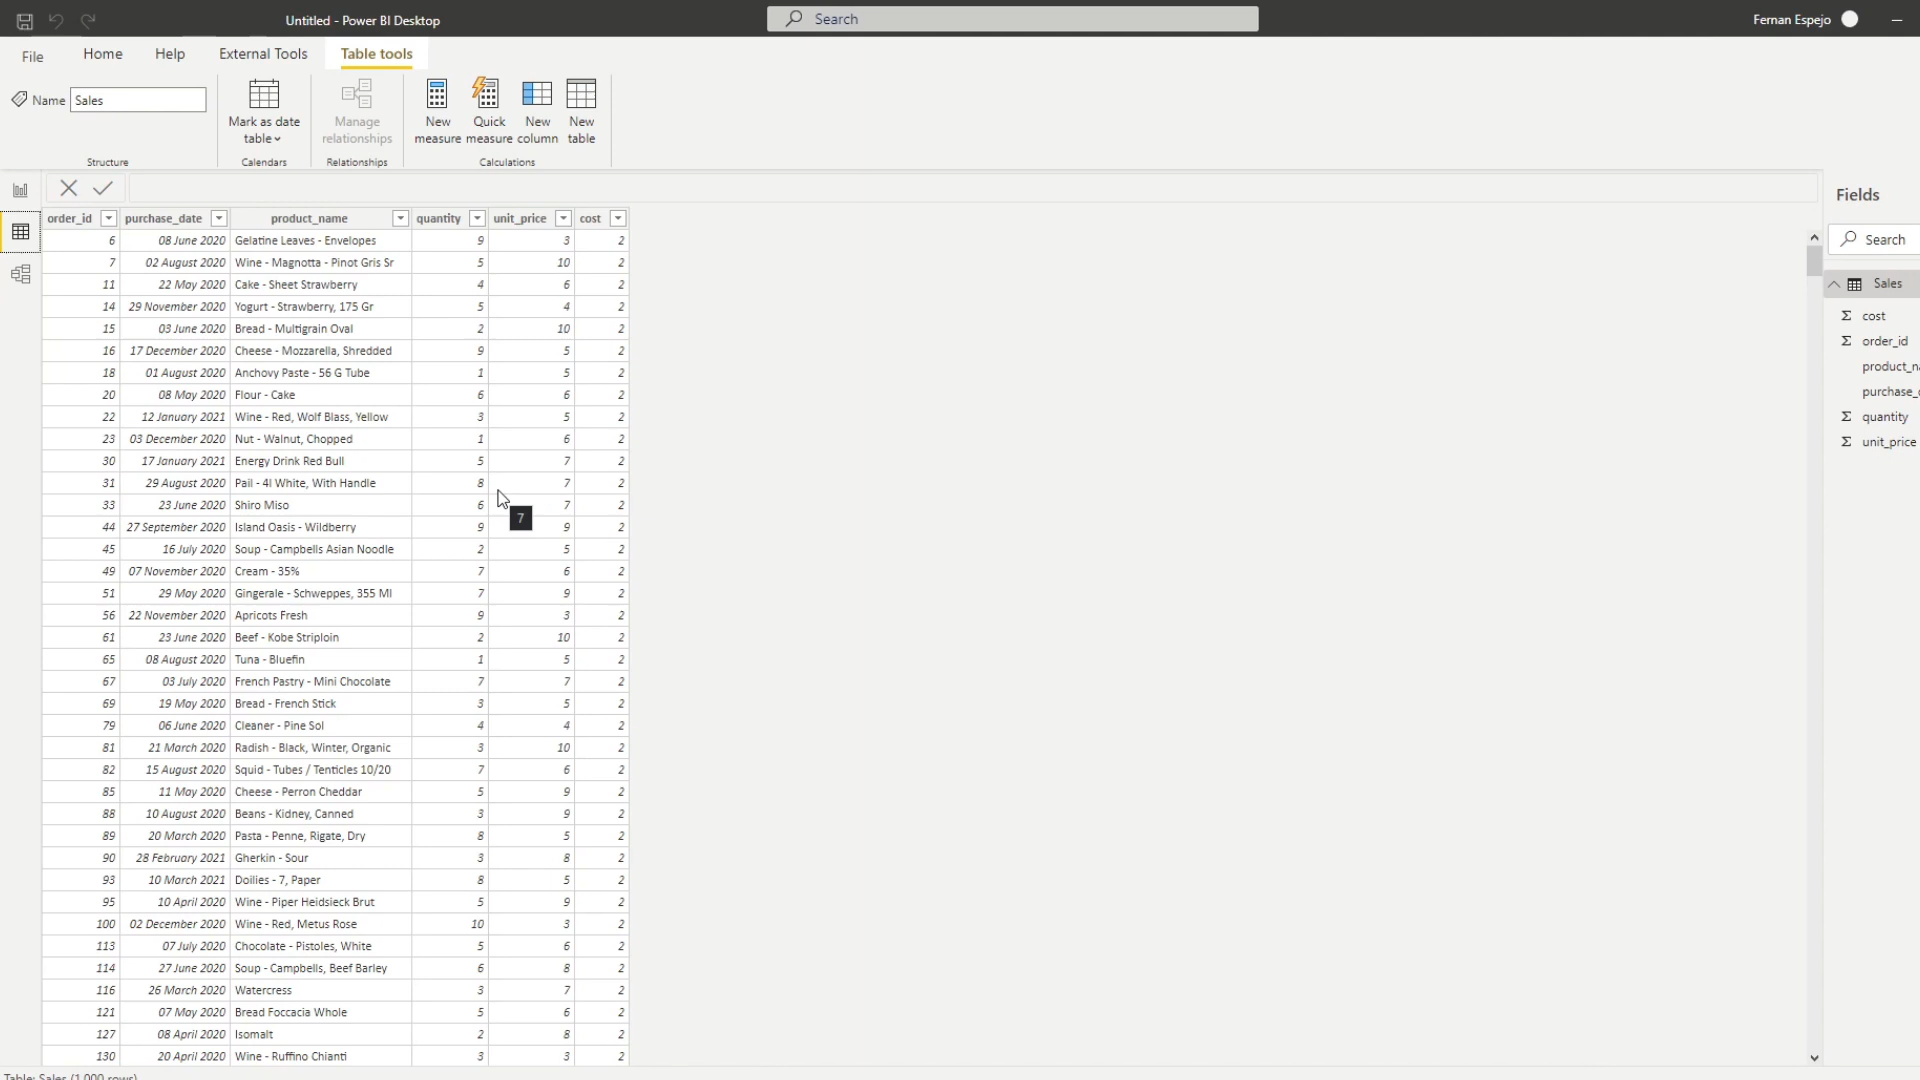 Untitled - Power BI Desktop
Search
Fernan Espejo
File
Home
Help
External Tools
Table tools
Name
Sales
Mark as date table
Manage relationships
New measure
Quick measure
New column
New table
Structure
Calendars
Relationships
Calculations
Fields
Search
Sales
cost
order_id
product_na
purchase_
quantity
unit_price
order_id purchase_date product_name quantity unit_price cost
6 08 June 2020 Gelatine Leaves - Envelopes 9 3 2
7 02 August 2020 Wine - Magnotta - Pinot Gris Sr 5 10 2
11 22 May 2020 Cake - Sheet Strawberry 4 6 2
14 29 November 2020 Yogurt - Strawberry, 175 Gr 5 4 2
15 03 June 2020 Bread - Multigrain Oval 2 10 2
16 17 December 2020 Cheese - Mozzarella, Shredded 9 5 2
18 01 August 2020 Anchovy Paste - 56 G Tube 1 5 2
20 08 May 2020 Flour - Cake 6 6 2
22 12 January 2021 Wine - Red, Wolf Blass, Yellow 3 5 2
23 03 December 2020 Nut - Walnut, Chopped 1 6 2
30 17 January 2021 Energy Drink Red Bull 5 7 2
31 29 August 2020 Pail - 4l White, With Handle 8 7 2
33 23 June 2020 Shiro Miso 6 7 2
7
44 27 September 2020 Island Oasis - Wildberry 9 9 2
45 16 July 2020 Soup - Campbells Asian Noodle 2 5 2
49 07 November 2020 Cream - 35% 7 6 2
51 29 May 2020 Gingerale - Schweppes, 355 Ml 7 9 2
56 22 November 2020 Apricots Fresh 9 3 2
61 23 June 2020 Beef - Kobe Striploin 2 10 2
65 08 August 2020 Tuna - Bluefin 1 5 2
67 03 July 2020 French Pastry - Mini Chocolate 7 7 2
69 19 May 2020 Bread - French Stick 3 5 2
79 06 June 2020 Cleaner - Pine Sol 4 4 2
81 21 March 2020 Radish - Black, Winter, Organic 3 10 2
82 15 August 2020 Squid - Tubes / Tenticles 10/20 7 6 2
85 11 May 2020 Cheese - Perron Cheddar 5 9 2
88 10 August 2020 Beans - Kidney, Canned 3 9 2
89 20 March 2020 Pasta - Penne, Rigate, Dry 8 5 2
90 28 February 2021 Gherkin - Sour 3 8 2
93 10 March 2021 Doilies - 7, Paper 8 5 2
95 10 April 2020 Wine - Piper Heidsieck Brut 5 9 2
100 02 December 2020 Wine - Red, Metus Rose 10 3 2
113 07 July 2020 Chocolate - Pistoles, White 5 6 2
114 27 June 2020 Soup - Campbells, Beef Barley 6 8 2
116 26 March 2020 Watercress 3 7 2
121 07 May 2020 Bread Foccacia Whole 5 6 2
127 08 April 2020 Isomalt 2 8 2
130 20 April 2020 Wine - Ruffino Chianti 3 3 2
Table: Sales (1,000 rows)